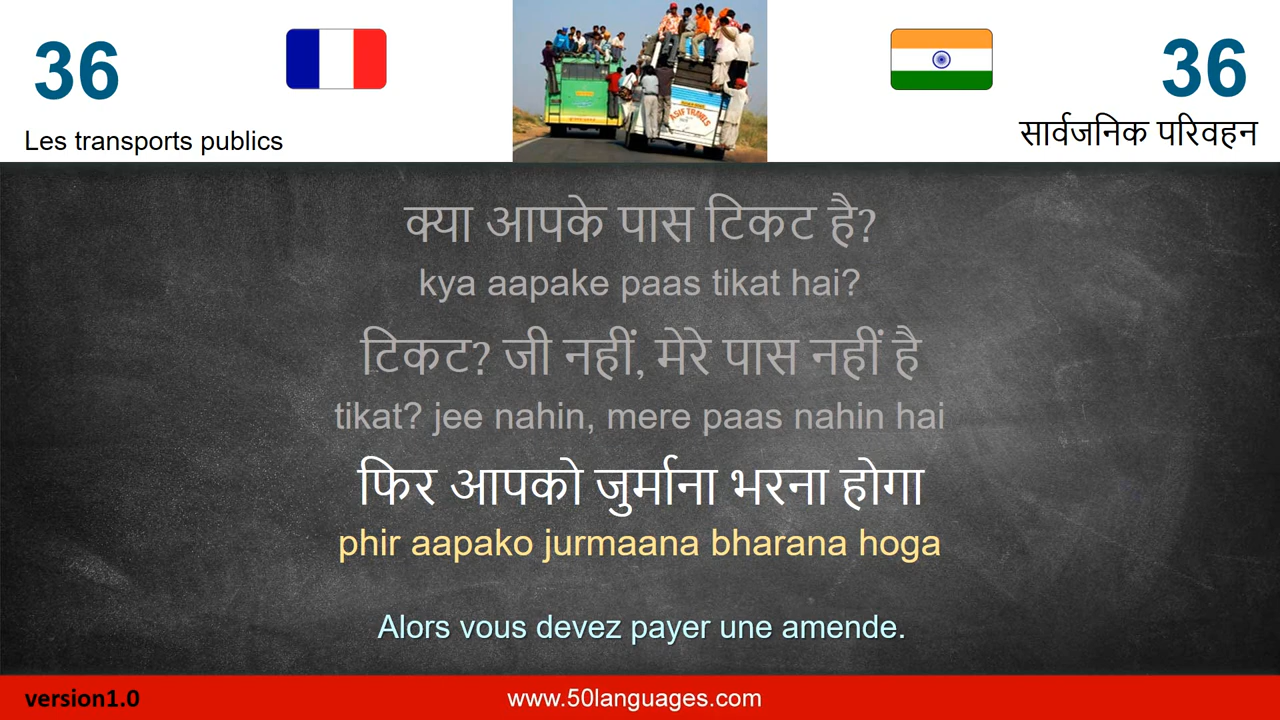 36
Les transports publics
ASIF TRAVELS
36
सार्वजनिक परिवहन
क्या आपके पास टिकट है?
kya aapake paas tikat hai?
टिकट? जी नहीं, मेरे पास नहीं है
tikat? jee nahin, mere paas nahin hai
फिर आपको जुर्माना भरना होगा
phir aapako jurmaana bharana hoga
Alors vous devez payer une amende.
version1.0
www.50languages.com